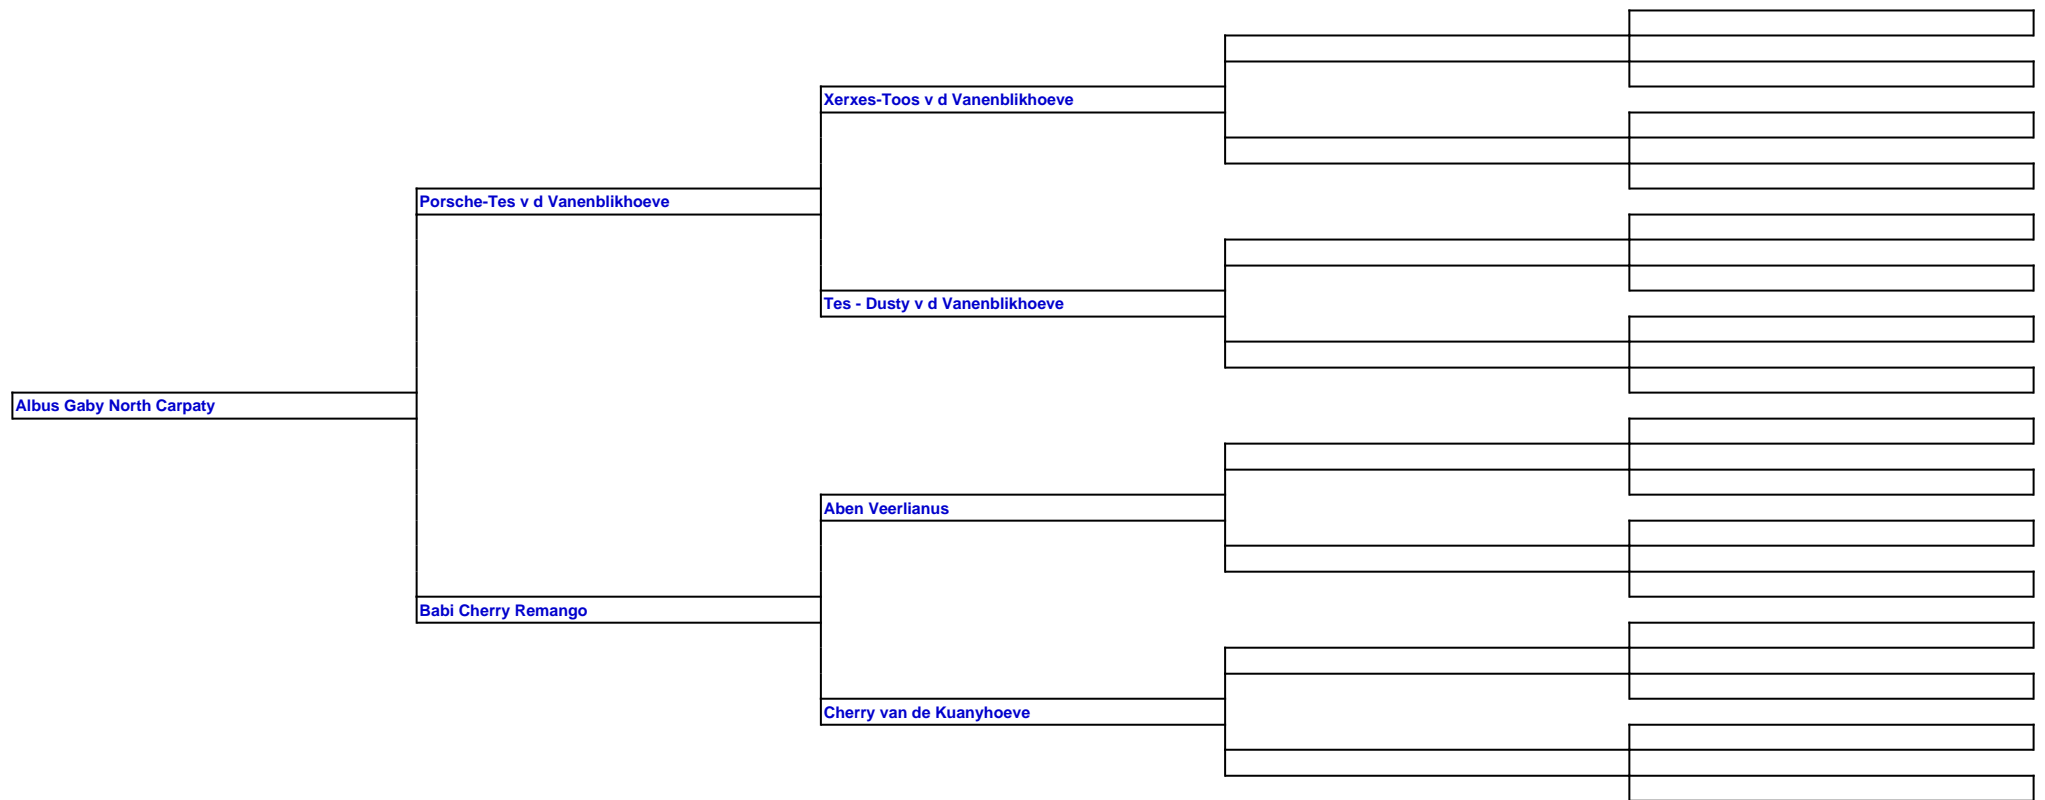 Xerxes-Toos v d Vanenblikhoeve
Porsche-Tes v d Vanenblikhoeve
Tes - Dusty v d Vanenblikhoeve
Albus Gaby North Carpaty
Aben Veerlianus
Babi Cherry Remango
Cherry van de Kuanyhoeve